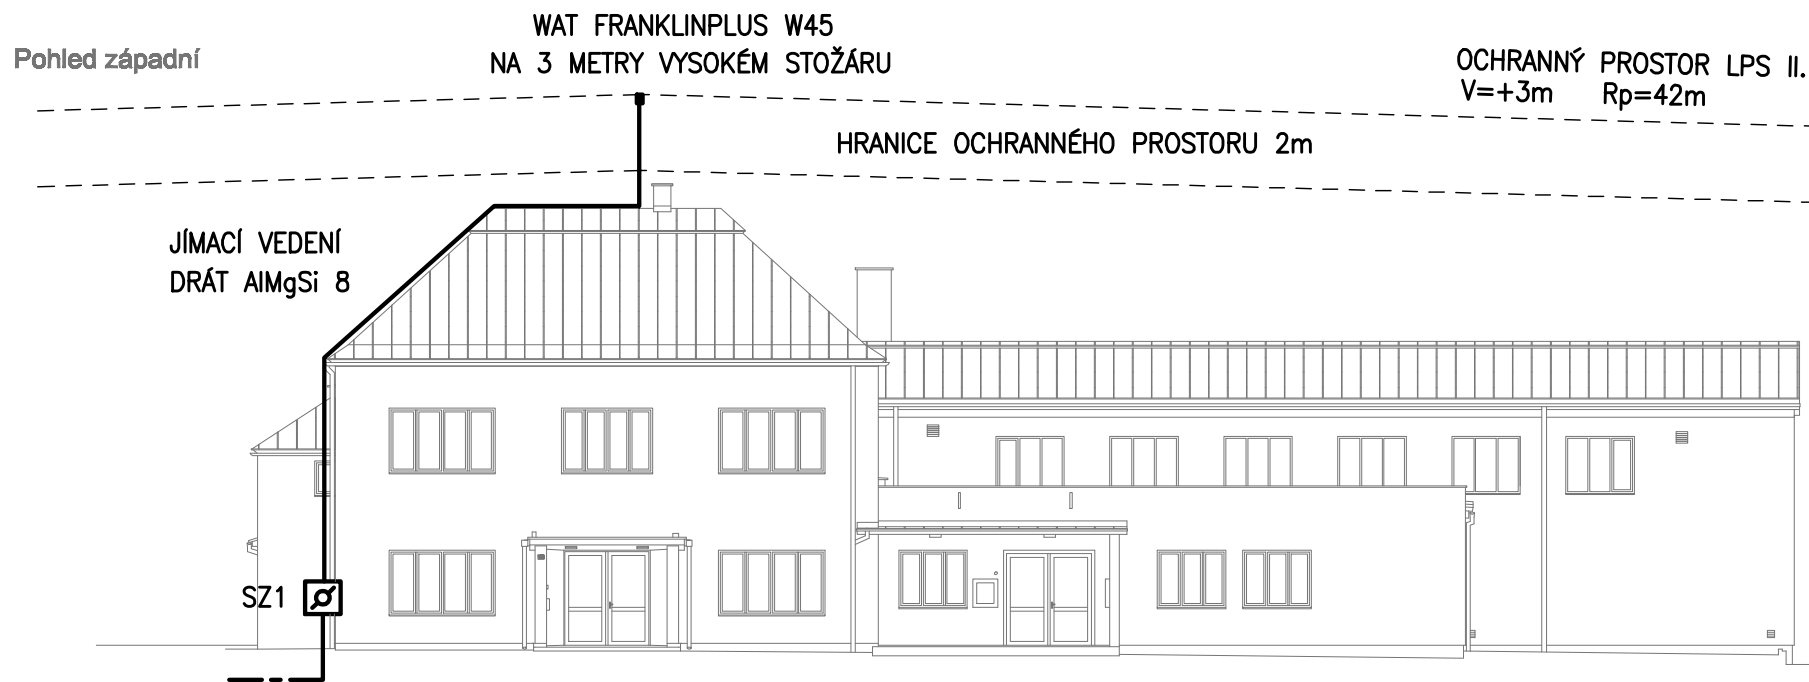 WAT FRANKLINPLUS W45
NA 3 METRY VYSOKÉM STOŽÁRU
Pohled západní
OCHRANNÝ PROSTOR LPS II.
V=+3m Rp=42m
HRANICE OCHRANNÉHO PROSTORU 2m
JÍMACÍ VEDENÍ
DRÁT AlMgSi 8
SZ1